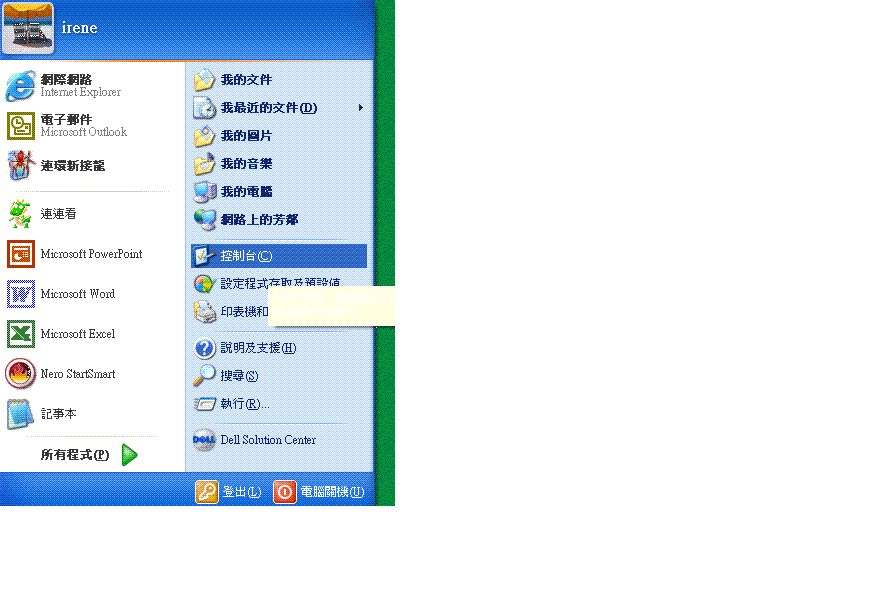 irene
網際網路
Internet Explorer
電子郵件
Microsoft Outlook
連環新接龍
連連看
Microsoft PowerPoint
Microsoft Word
Microsoft Excel
Nero StartSmart
記事本
所有程式(P)
我的文件
我最近的文件(D)
我的圖片
我的音樂
我的電腦
網路上的芳鄰
控制台(C)
設定程式存取及預設值
印表機和
說明及支援(H)
搜尋(S)
執行(R)...
DELL Dell Solution Center
登出(L)
電腦關機(U)